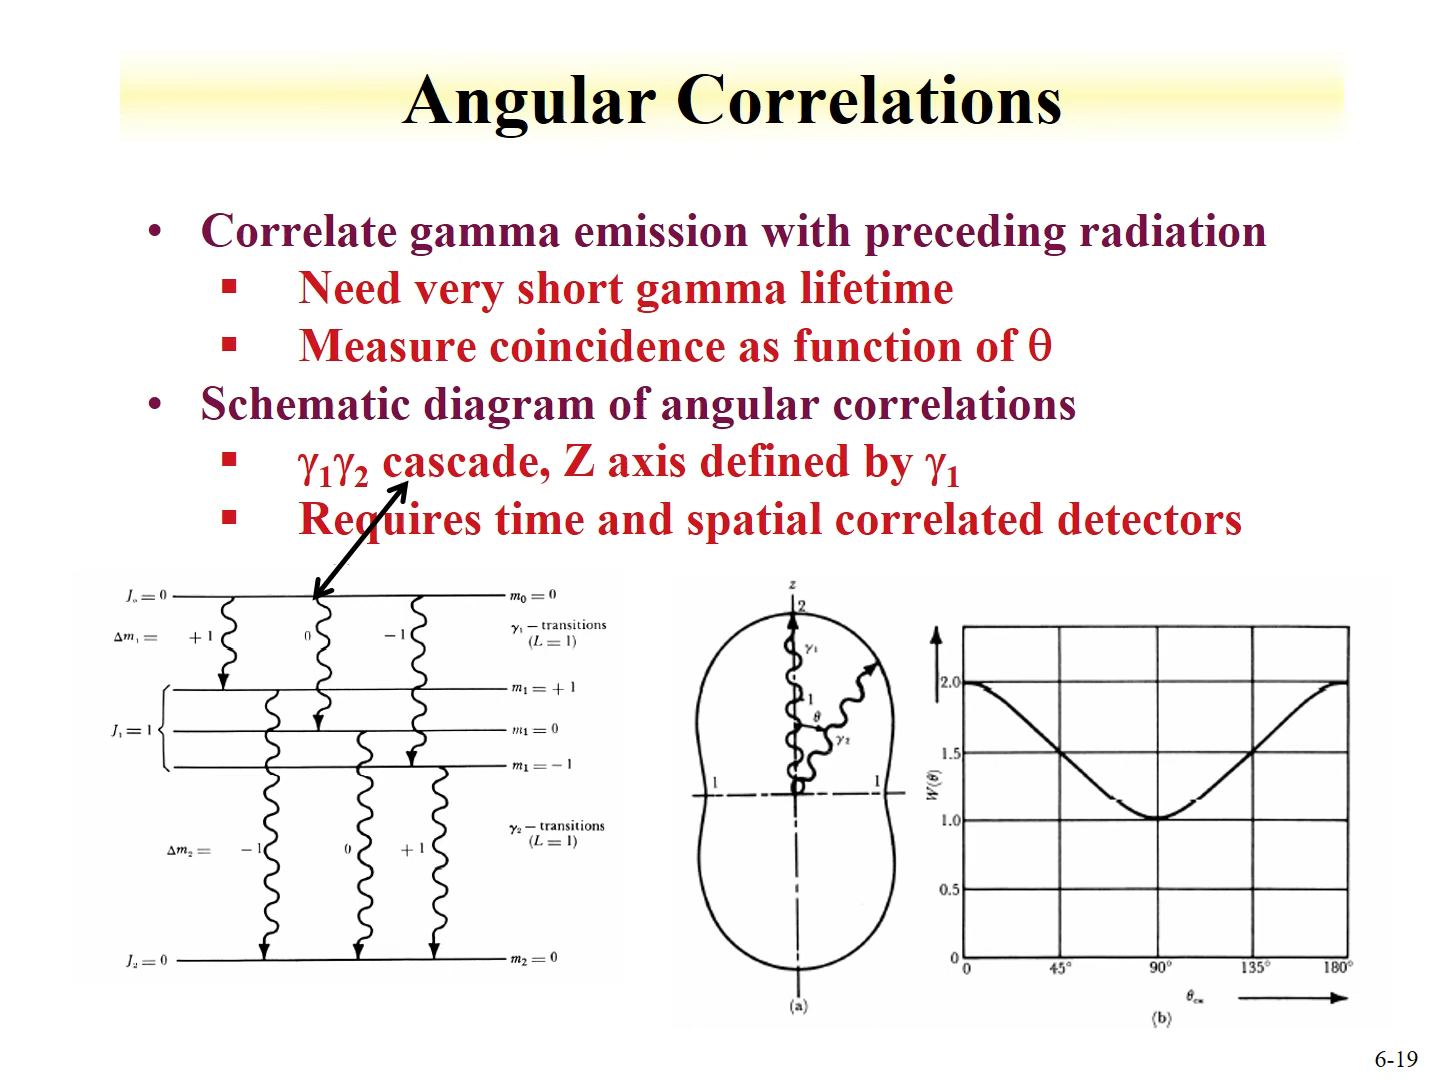 Angular Correlations
• Correlate gamma emission with preceding radiation
▪ Need very short gamma lifetime
▪ Measure coincidence as function of θ
• Schematic diagram of angular correlations
▪ γ₁γ₂ cascade, Z axis defined by γ₁
▪ Requires time and spatial correlated detectors
J₀ = 0
m₀ = 0
Δm₁ =
+1
0
−1
γ₁ – transitions
(L = 1)
m₁ = +1
J₁ = 1
m₁ = 0
m₁ = −1
γ₂ – transitions
(L = 1)
Δm₂ =
−1
0
+1
J₂ = 0
m₂ = 0
z
2
γ₁
1
θ
γ₂
1
1
(a)
2.0
1.5
1.0
0.5
0
W(θ)
0
45°
90°
135°
180°
(b)
6-19